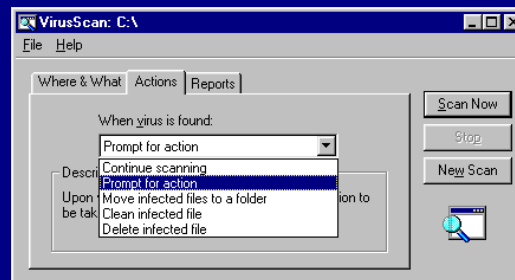 VirusScan: C:\
File Help
Where & What Actions Reports
Scan Now
When virus is found:
Stop
Prompt for action
New Scan
Continue scanning
Prompt for action
Move infected files to a folder
Clean infected file
Delete infected file
Descri
Upon ion to
be tak